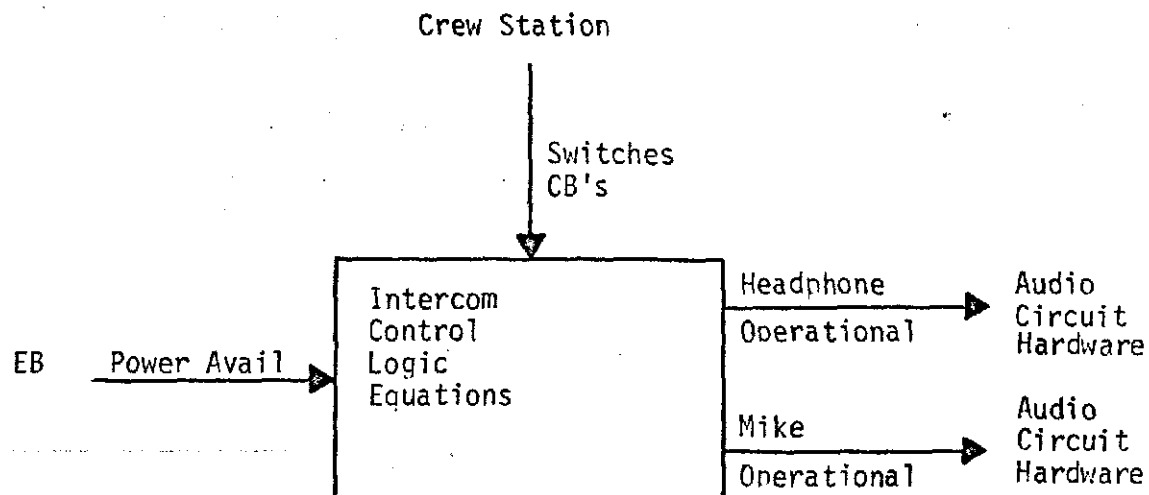 Crew Station
Switches
CB's
Intercom
Control
Logic
Equations
EB
Power Avail
Headphone
Operational
Audio
Circuit
Hardware
Mike
Operational
Audio
Circuit
Hardware